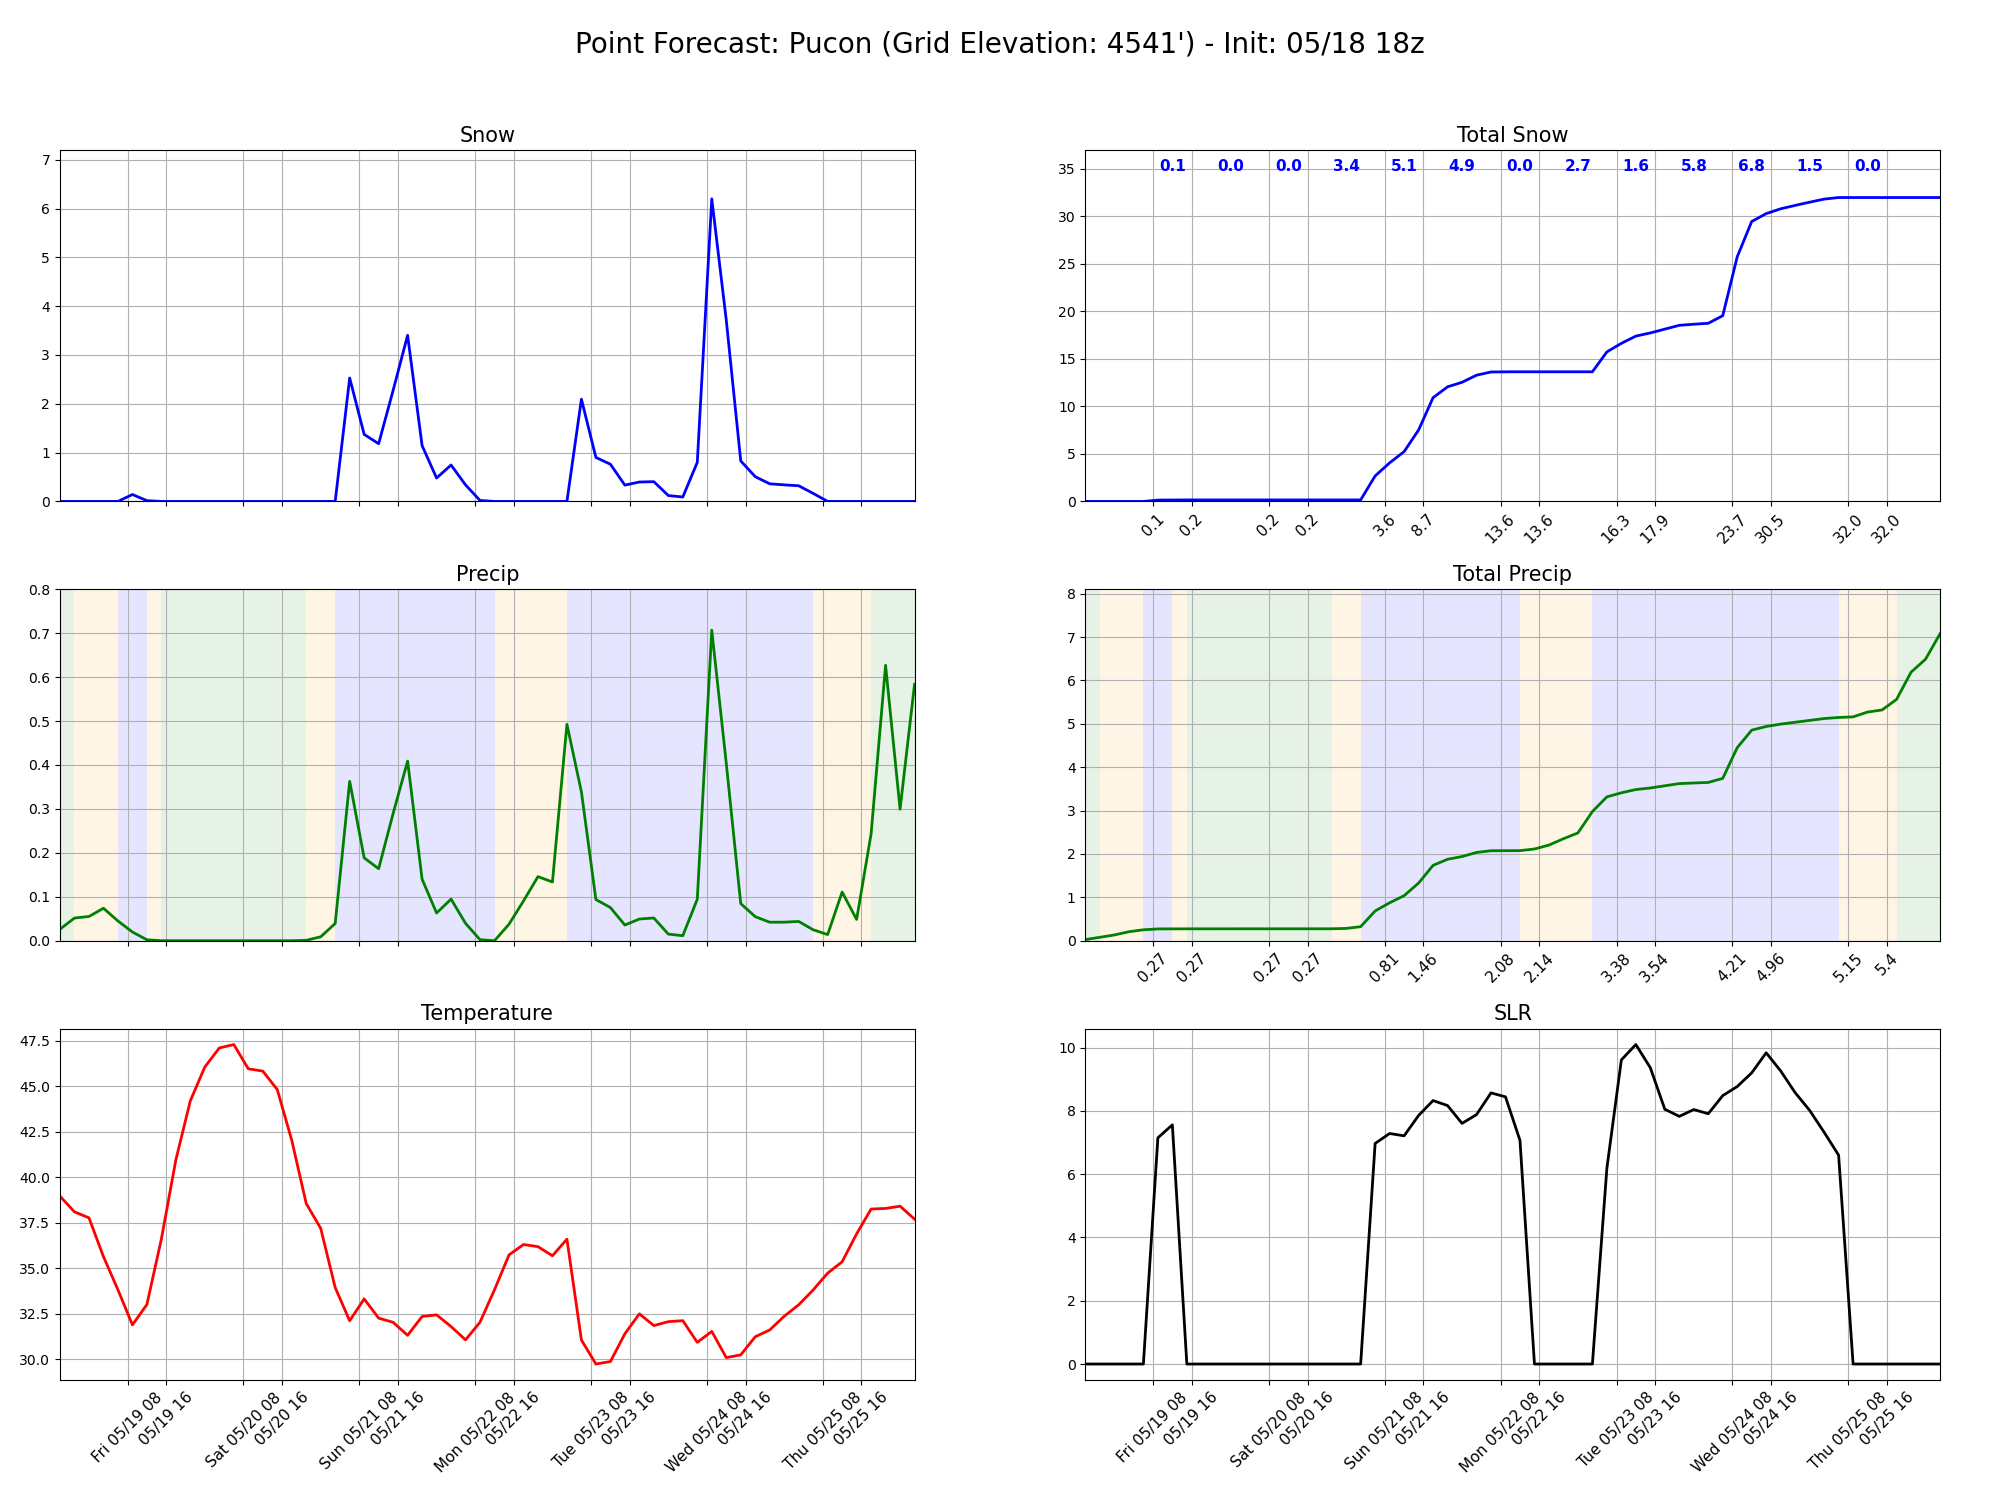 Point Forecast: Pucon (Grid Elevation: 4541') - Init: 05/18 18z
Snow
7
6
5
4
3
2
1
0
Total Snow
0.1 0.0 0.0 3.4 5.1 4.9 0.0 2.7 1.6 5.8 6.8 1.5 0.0
35
30
25
20
15
10
5
0
0.1 0.2 0.2 0.2 3.6 8.7 13.6 13.6 16.3 17.9 23.7 30.5 32.0 32.0
Precip
0.8
0.7
0.6
0.5
0.4
0.3
0.2
0.1
0.0
Total Precip
8
7
6
5
4
3
2
1
0
0.27 0.27 0.27 0.27 0.81 1.46 2.08 2.14 3.38 3.54 4.21 4.96 5.15 5.4
Temperature
47.5
45.0
42.5
40.0
37.5
35.0
32.5
30.0
Fri 05/19 08
05/19 16
Sat 05/20 08
05/20 16
Sun 05/21 08
05/21 16
Mon 05/22 08
05/22 16
Tue 05/23 08
05/23 16
Wed 05/24 08
05/24 16
Thu 05/25 08
05/25 16
SLR
10
8
6
4
2
0
Fri 05/19 08
05/19 16
Sat 05/20 08
05/20 16
Sun 05/21 08
05/21 16
Mon 05/22 08
05/22 16
Tue 05/23 08
05/23 16
Wed 05/24 08
05/24 16
Thu 05/25 08
05/25 16